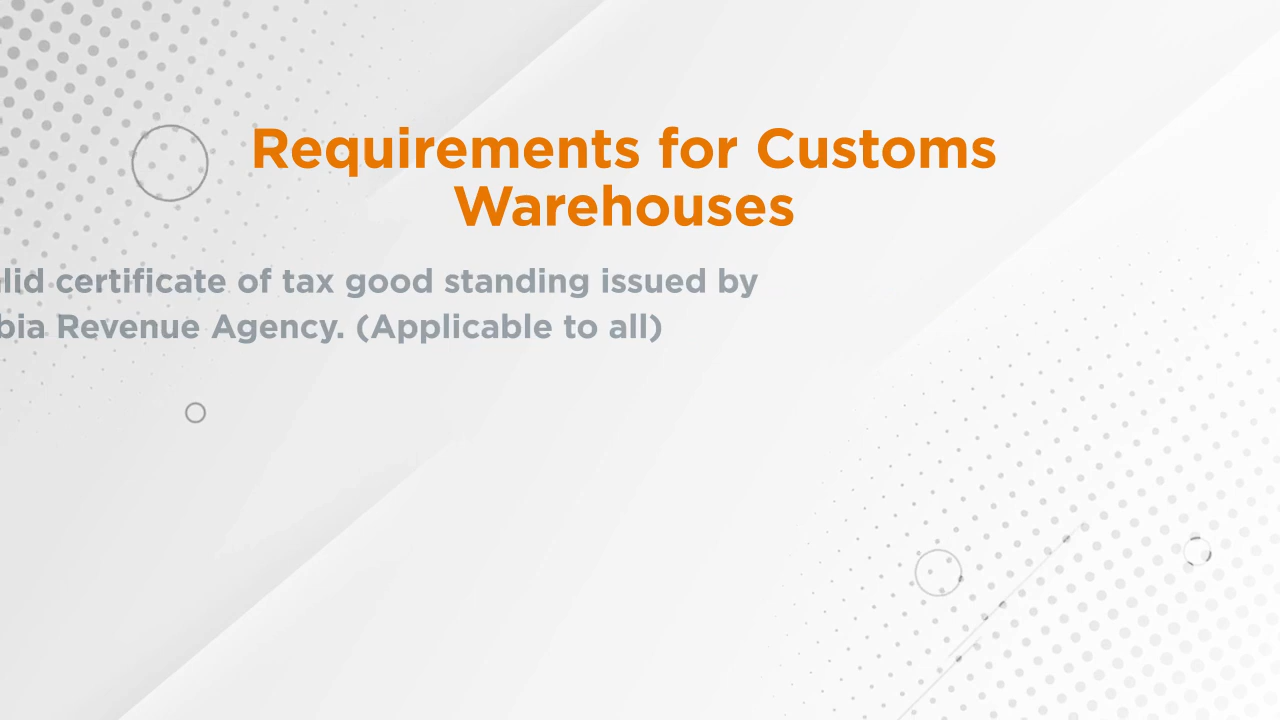 Requirements for Customs
Warehouses
lid certificate of tax good standing issued by
bia Revenue Agency. (Applicable to all)